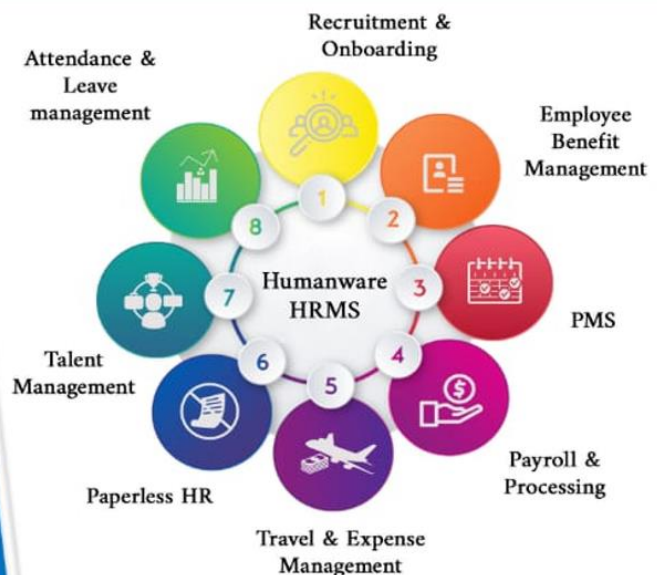 Recruitment &
Onboarding
Attendance &
Leave
management
Employee
Benefit
Management
1
2
3
4
5
6
7
8
Humanware
HRMS
PMS
Talent
Management
Payroll &
Processing
Paperless HR
Travel & Expense
Management
$